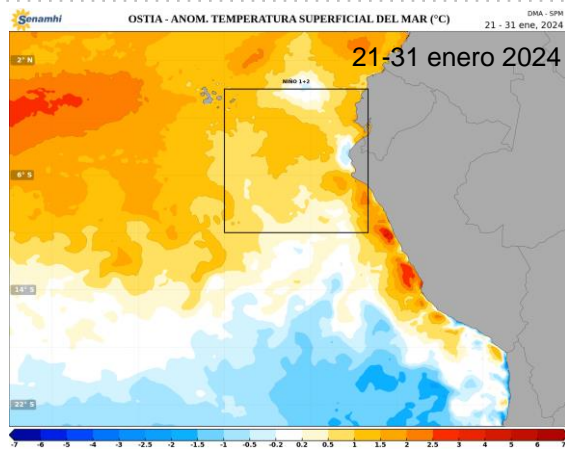 Senamhi
OSTIA - ANOM. TEMPERATURA SUPERFICIAL DEL MAR (°C)
DMA - SPM
21 - 31 ene, 2024
21-31 enero 2024
2° N
NIÑO 1+2
6° S
14° S
22° S
-7 -6 -5 -4 -3 -2.5 -2 -1.5 -1 -0.5 -0.2 0.2 0.5 1 1.5 2 2.5 3 4 5 6 7